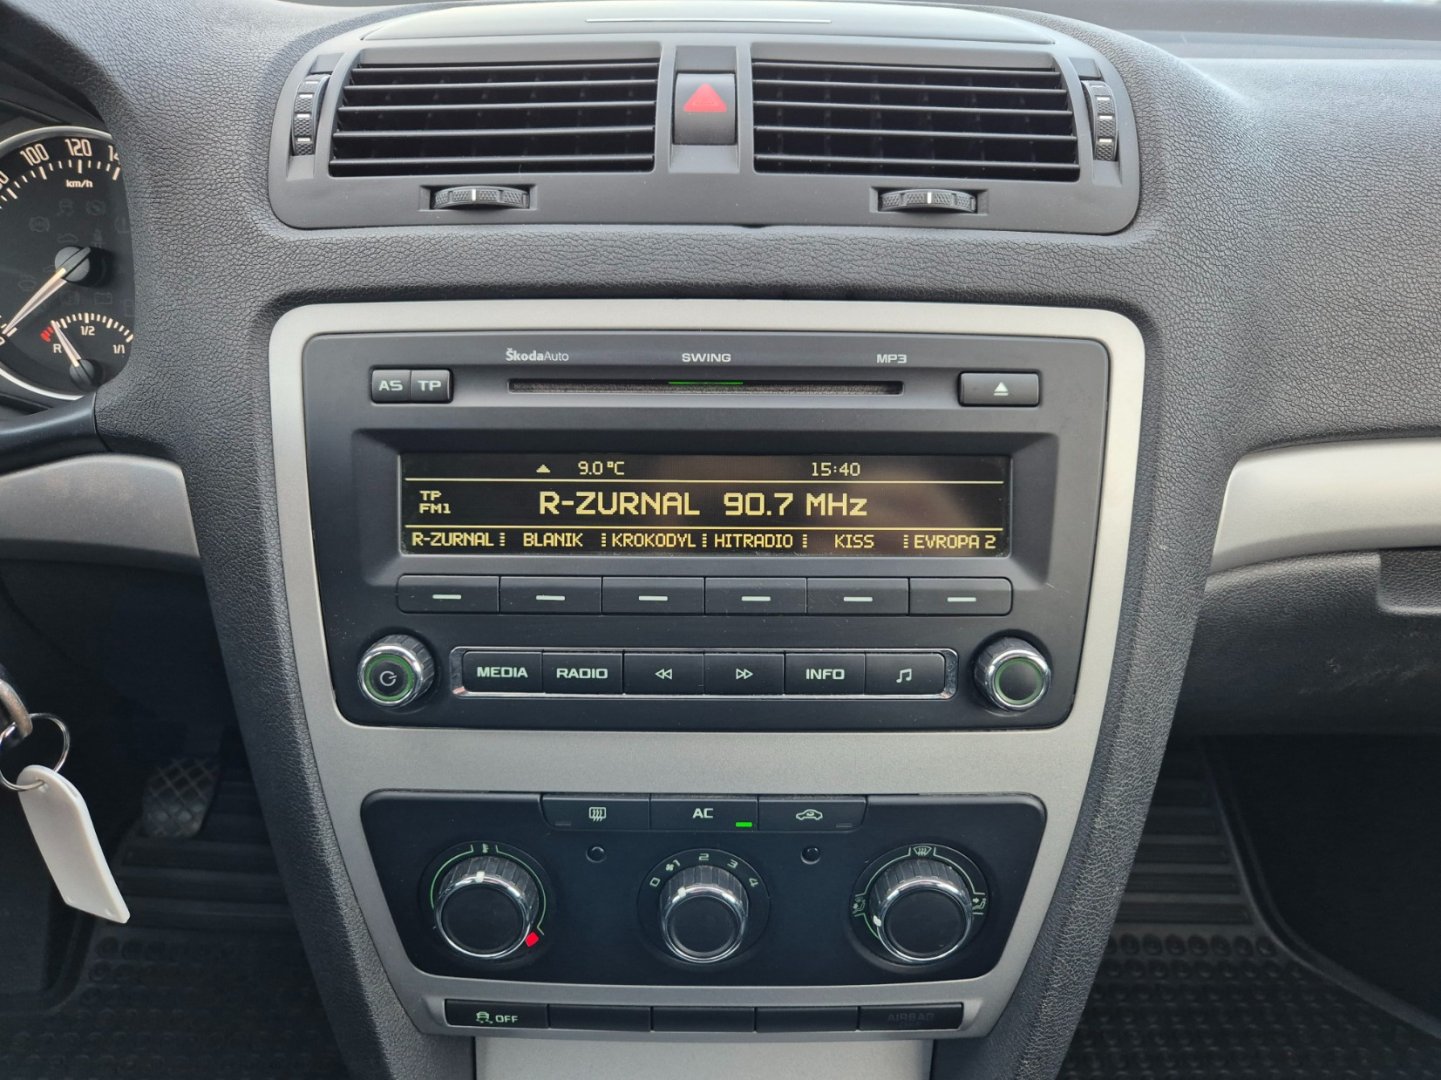 100 120 14
km/h
R 1/2 1/1
ŠkodaAuto SWING MP3
AS TP
9.0 °C 15:40
TP
FM1
R-ZURNAL 90.7 MHz
R-ZURNAL BLANIK KROKODYL HITRADIO KISS EVROPA 2
MEDIA RADIO INFO
AC
0 1 2 3 4
OFF
AIRBAG